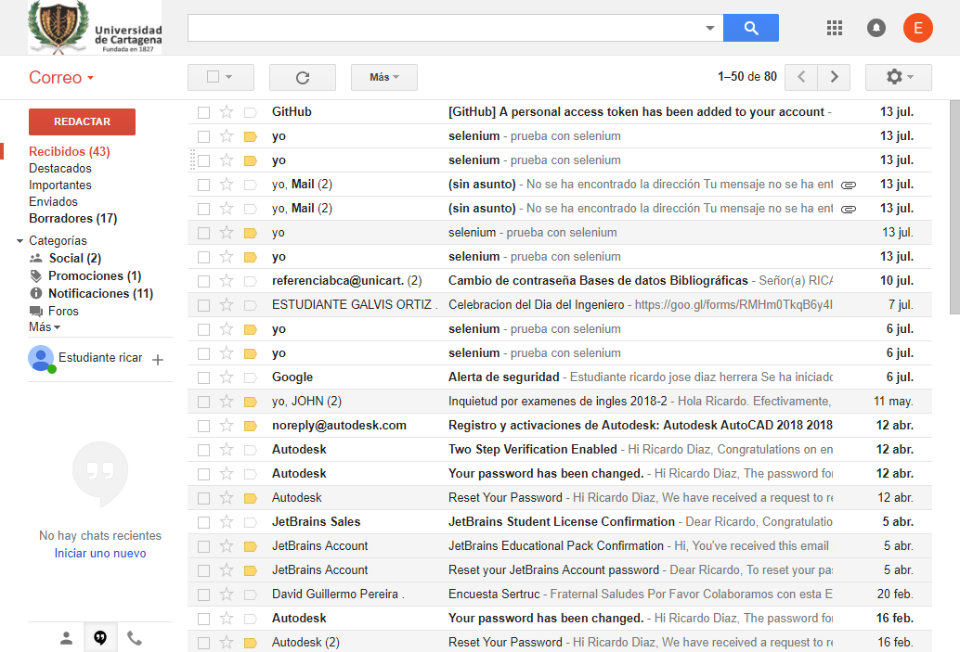 Universidad
de Cartagena
Fundada en 1827
E
Correo
Más
1–50 de 80
REDACTAR
Recibidos (43)
Destacados
Importantes
Enviados
Borradores (17)
Categorías
Social (2)
Promociones (1)
Notificaciones (11)
Foros
Más
Estudiante ricar
No hay chats recientes
Iniciar uno nuevo
GitHub [GitHub] A personal access token has been added to your account - 13 jul.
yo selenium - prueba con selenium 13 jul.
yo selenium - prueba con selenium 13 jul.
yo, Mail (2) (sin asunto) - No se ha encontrado la dirección Tu mensaje no se ha ent 13 jul.
yo, Mail (2) (sin asunto) - No se ha encontrado la dirección Tu mensaje no se ha ent 13 jul.
yo selenium - prueba con selenium 13 jul.
yo selenium - prueba con selenium 13 jul.
referenciabca@unicart. (2) Cambio de contraseña Bases de datos Bibliográficas - Señor(a) RICA 10 jul.
ESTUDIANTE GALVIS ORTIZ . Celebracion del Dia del Ingeniero - https://goo.gl/forms/RMHm0TkqB6y4l 7 jul.
yo selenium - prueba con selenium 6 jul.
yo selenium - prueba con selenium 6 jul.
Google Alerta de seguridad - Estudiante ricardo jose diaz herrera Se ha iniciado 6 jul.
yo, JOHN (2) Inquietud por examenes de ingles 2018-2 - Hola Ricardo. Efectivamente, 11 may.
noreply@autodesk.com Registro y activaciones de Autodesk: Autodesk AutoCAD 2018 2018 12 abr.
Autodesk Two Step Verification Enabled - Hi Ricardo Diaz, Congratulations on en 12 abr.
Autodesk Your password has been changed. - Hi Ricardo Diaz, The password for 12 abr.
Autodesk Reset Your Password - Hi Ricardo Diaz, We have received a request to re 12 abr.
JetBrains Sales JetBrains Student License Confirmation - Dear Ricardo, Congratulatio 5 abr.
JetBrains Account JetBrains Educational Pack Confirmation - Hi, You've received this email 5 abr.
JetBrains Account Reset your JetBrains Account password - Dear Ricardo, To reset your pa 5 abr.
David Guillermo Pereira . Encuesta Sertruc - Fraternal Saludes Por Favor Colaboramos con esta E 20 feb.
Autodesk Your password has been changed. - Hi Ricardo Diaz, The password for 16 feb.
Autodesk (2) Reset Your Password - Hi Ricardo Diaz, We have received a request to re 16 feb.